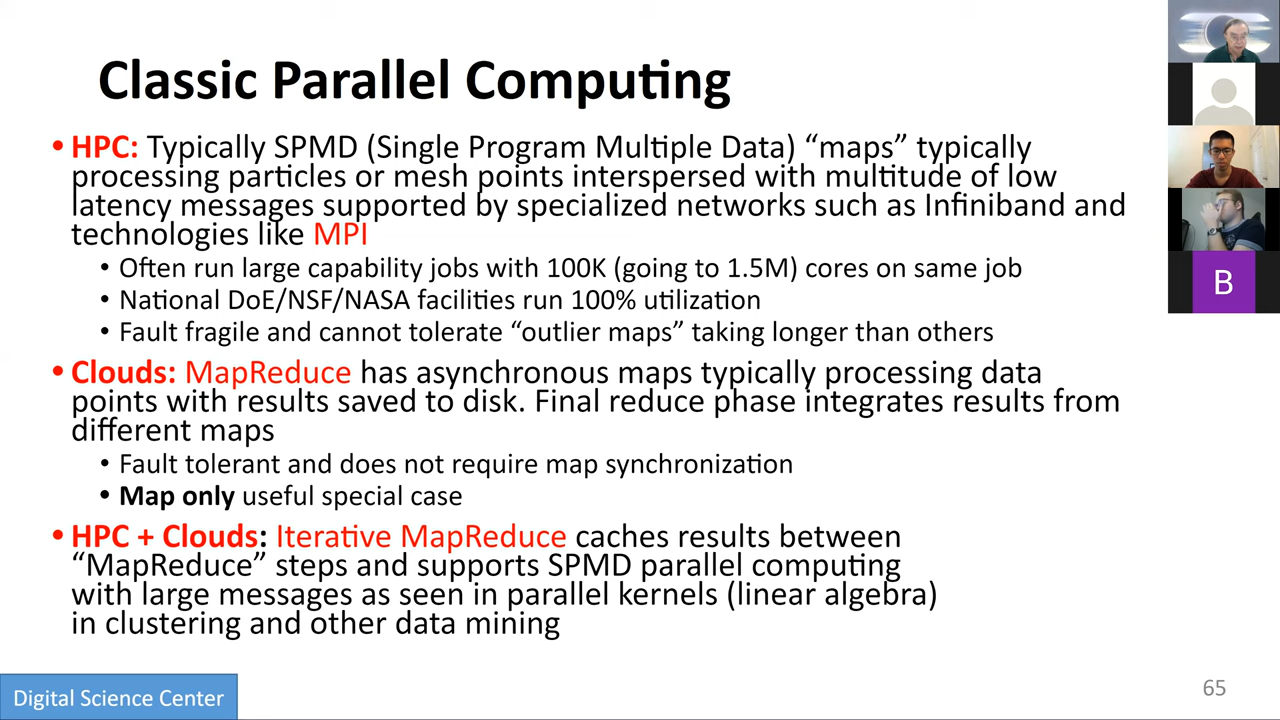 Classic Parallel Computing
• HPC: Typically SPMD (Single Program Multiple Data) “maps” typically
processing particles or mesh points interspersed with multitude of low
latency messages supported by specialized networks such as Infiniband and
technologies like MPI
• Often run large capability jobs with 100K (going to 1.5M) cores on same job
• National DoE/NSF/NASA facilities run 100% utilization
• Fault fragile and cannot tolerate “outlier maps” taking longer than others
• Clouds: MapReduce has asynchronous maps typically processing data
points with results saved to disk. Final reduce phase integrates results from
different maps
• Fault tolerant and does not require map synchronization
• Map only useful special case
• HPC + Clouds: Iterative MapReduce caches results between
“MapReduce” steps and supports SPMD parallel computing
with large messages as seen in parallel kernels (linear algebra)
in clustering and other data mining
Digital Science Center
65
B